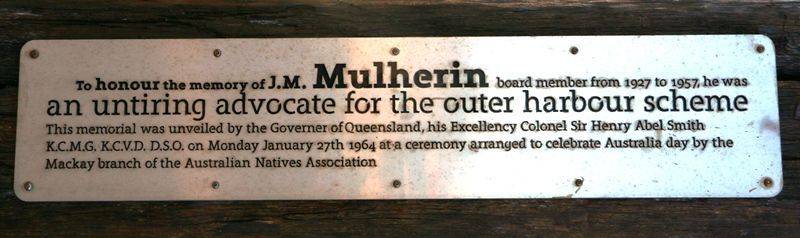 To honour the memory of J.M. Mulherin board member from 1927 to 1957, he was
an untiring advocate for the outer harbour scheme
This memorial was unveiled by the Governer of Queensland, his Excellency Colonel Sir Henry Abel Smith
K.C.M.G. K.C.V.D. D.S.O. on Monday January 27th 1964 at a ceremony arranged to celebrate Australia day by the
Mackay branch of the Australian Natives Association